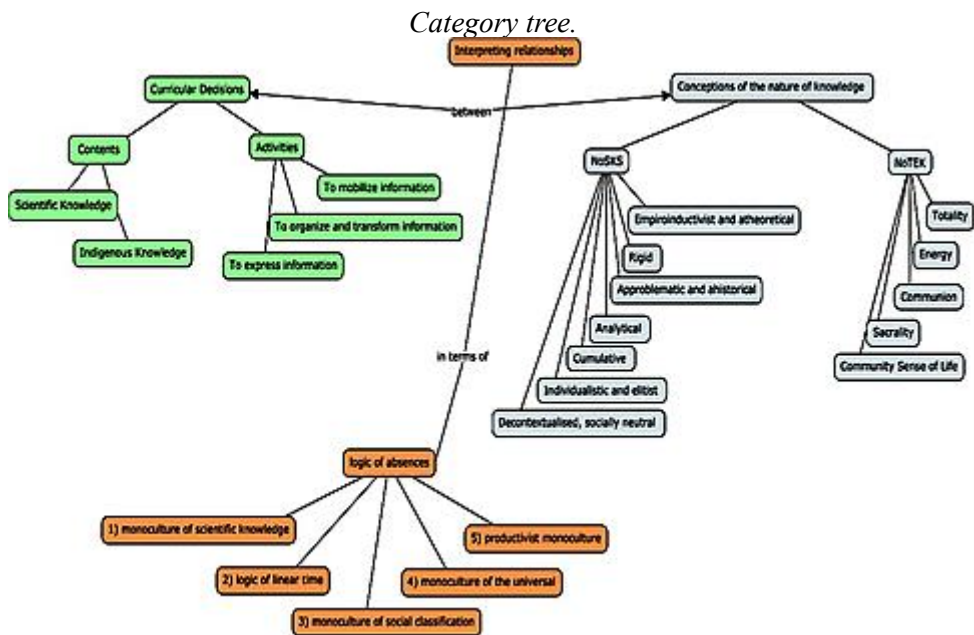 Category tree.
Interpreting relationships
Curricular Decisions
Conceptions of the nature of knowledge
between
Contents
Activities
NoSKS
NoTEK
To mobilize information
Scientific Knowledge
To organize and transform information
Indigenous Knowledge
To express information
Empiroinductivist and atheoretical
Rigid
Approblematic and ahistorical
Analytical
Cumulative
Individualistic and elitist
Decontextualised, socially neutral
Totality
Energy
Communion
Sacrality
Community Sense of Life
in terms of
logic of absences
1) monoculture of scientific knowledge
5) productivist monoculture
2) logic of linear time
4) monoculture of the universal
3) monoculture of social classification